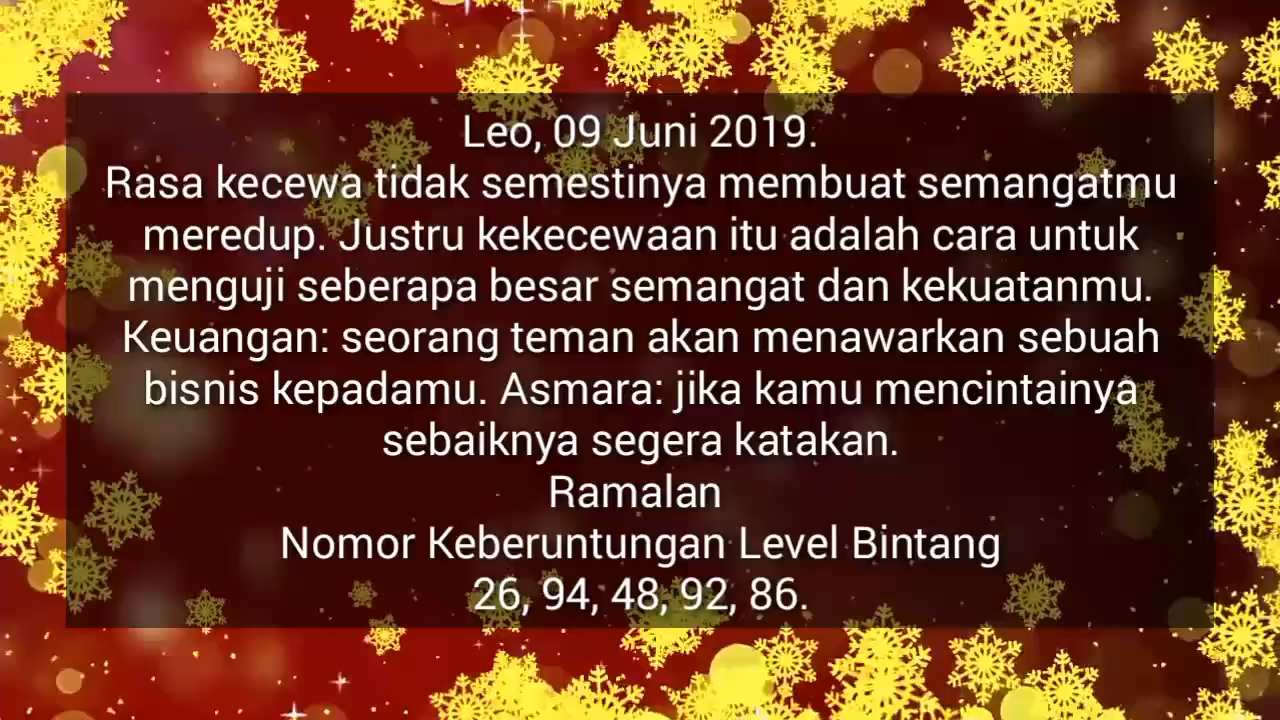 Leo, 09 Juni 2019.
Rasa kecewa tidak semestinya membuat semangatmu
meredup. Justru kekecewaan itu adalah cara untuk
menguji seberapa besar semangat dan kekuatanmu.
Keuangan: seorang teman akan menawarkan sebuah
bisnis kepadamu. Asmara: jika kamu mencintainya
sebaiknya segera katakan.
Ramalan
Nomor Keberuntungan Level Bintang
26, 94, 48, 92, 86.